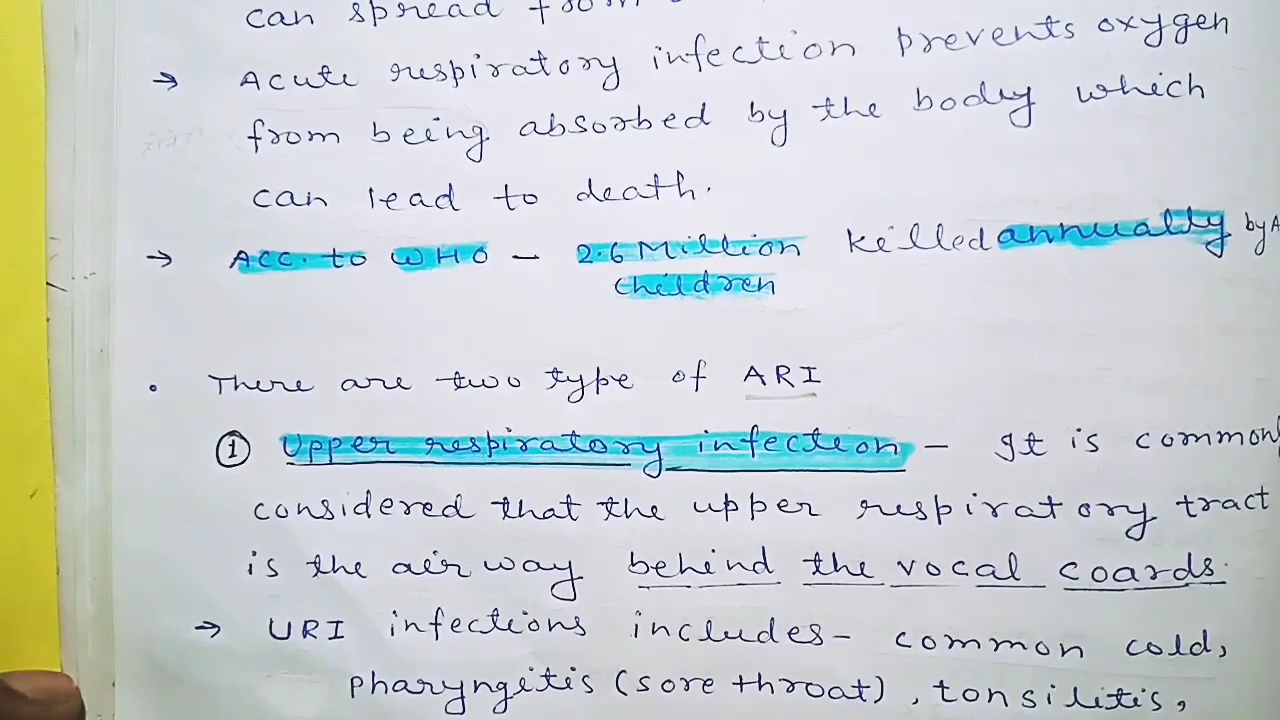 can spread from
→ Acute respiratory infection prevents oxygen
from being absorbed by the body which
can lead to death.
→ Acc. to WHO - 2.6 Million killed annually by A
children
• There are two type of ARI
① Upper respiratory infection - It is common
considered that the upper respiratory tract
is the airway behind the vocal coards.
→ URI infections includes - common cold,
pharyngitis (sore throat), tonsilitis,